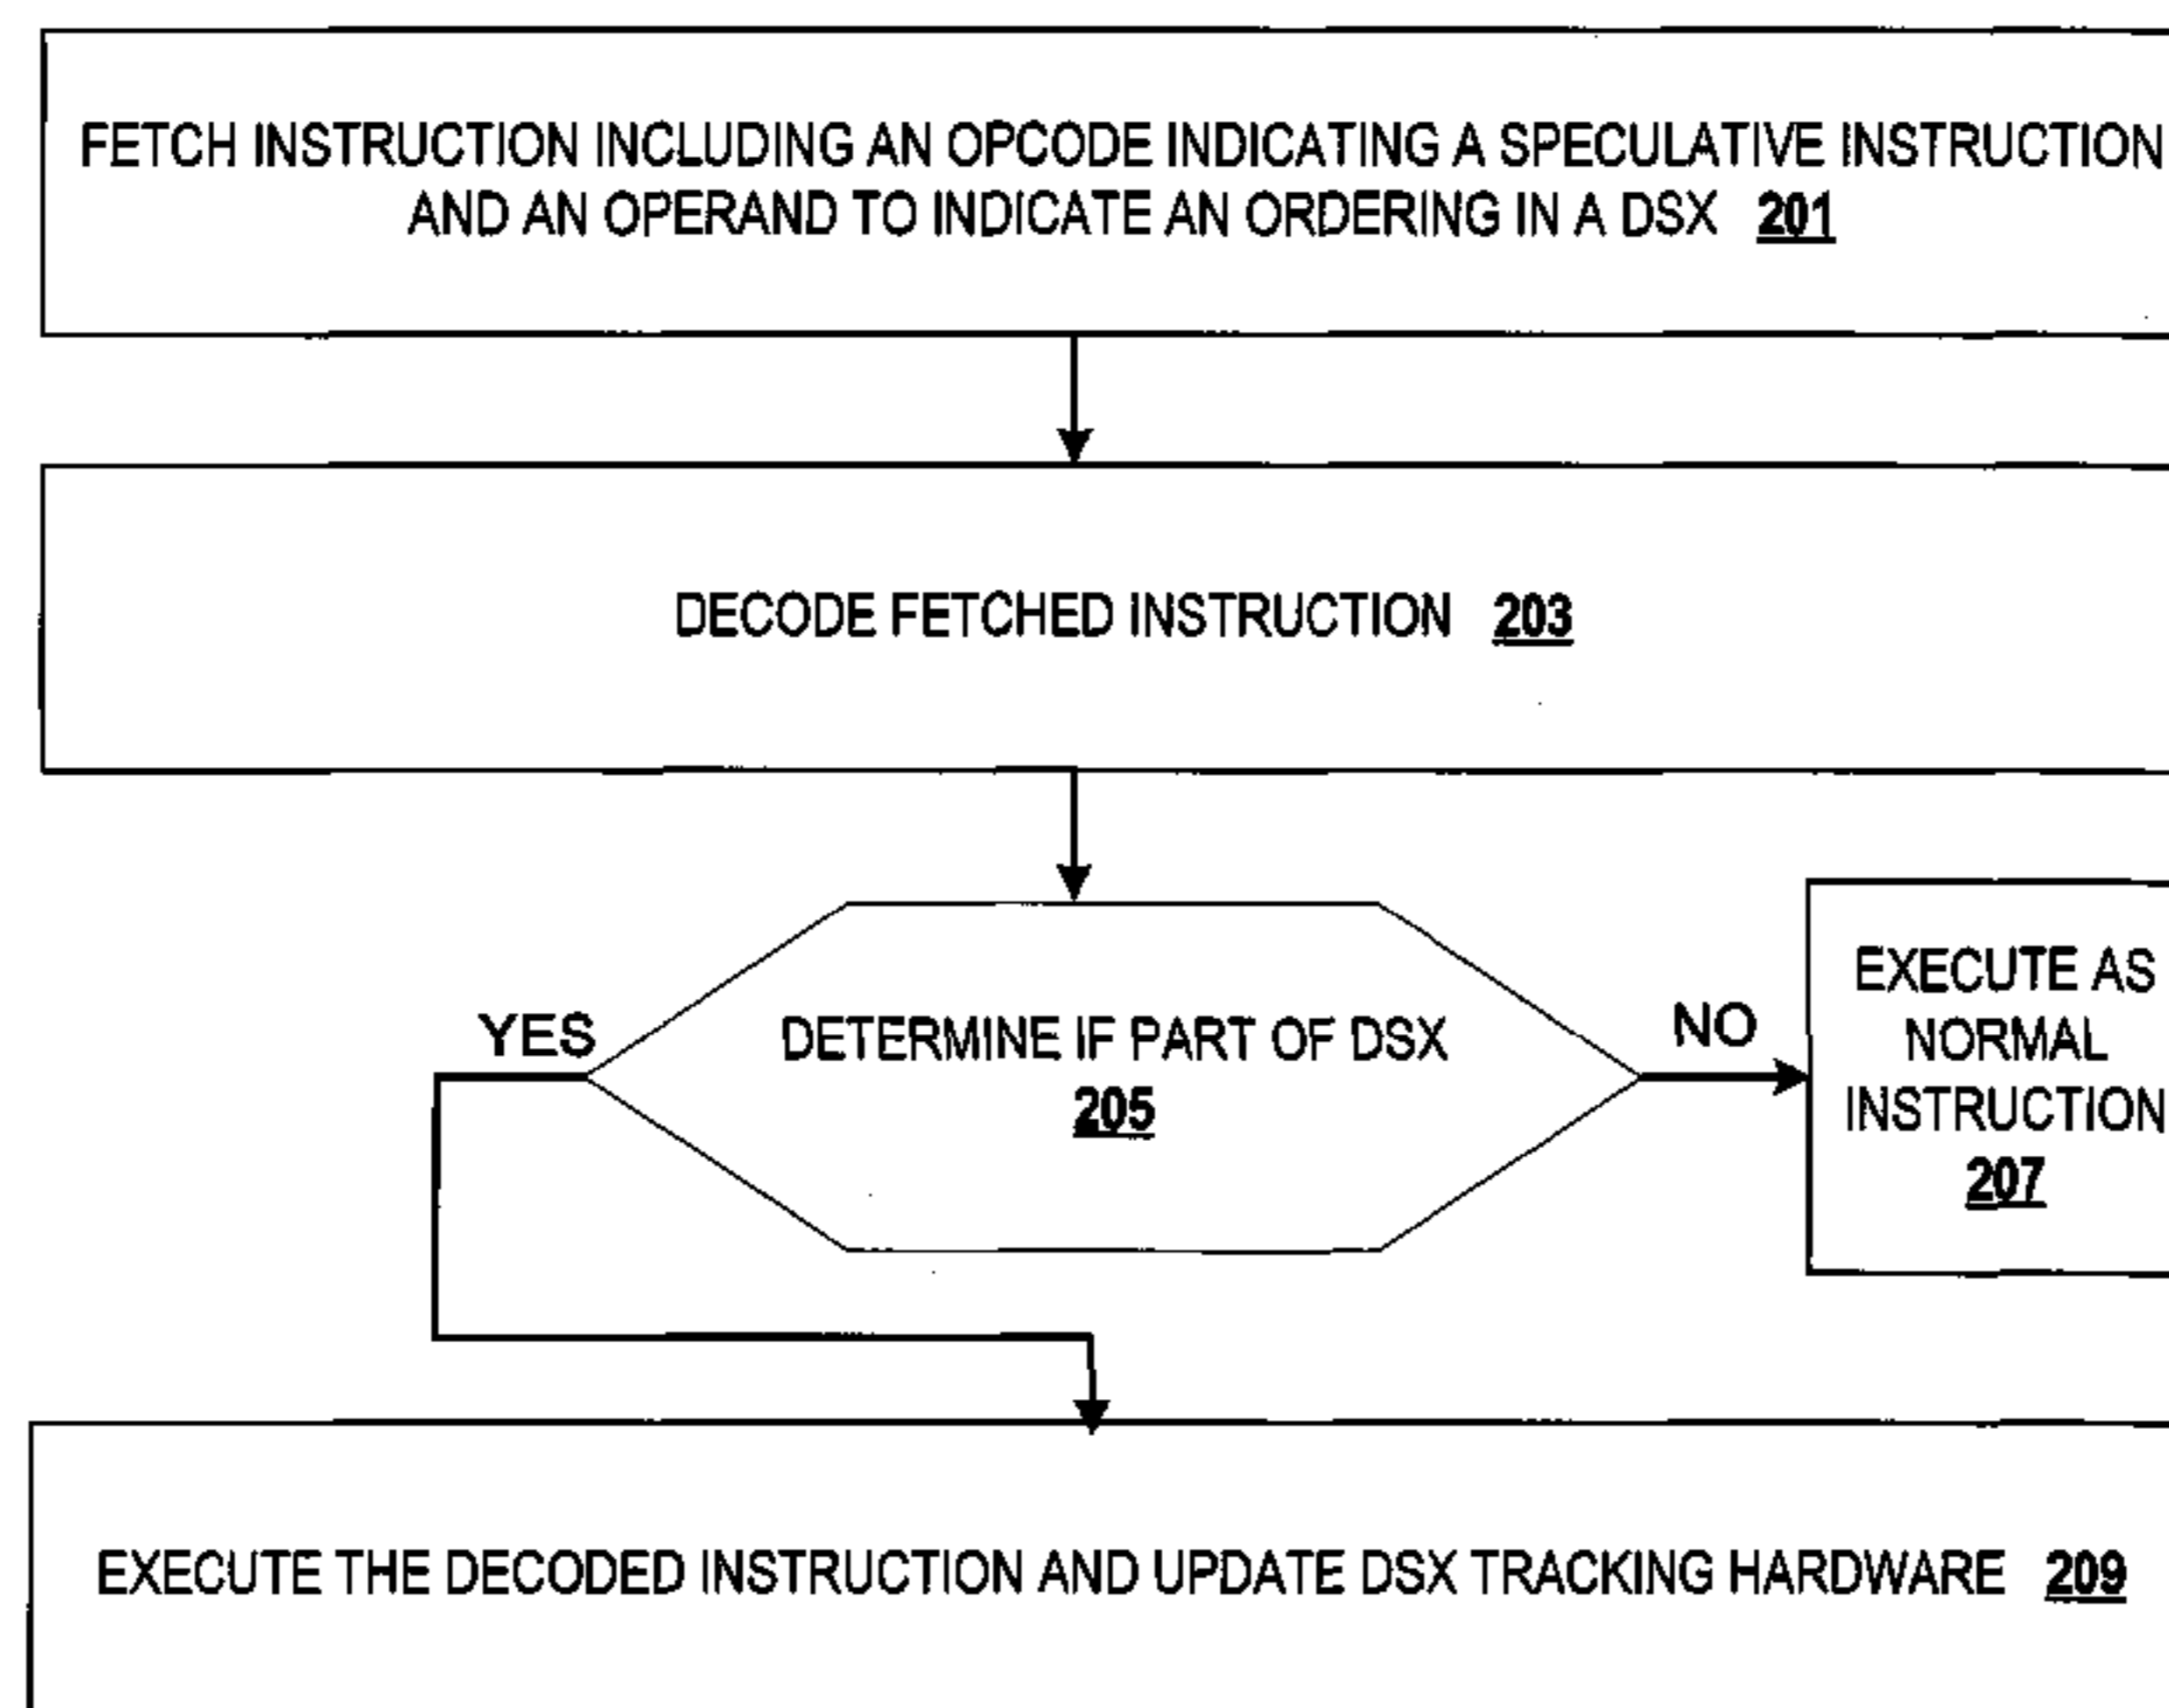 FETCH INSTRUCTION INCLUDING AN OPCODE INDICATING A SPECULATIVE INSTRUCTION
AND AN OPERAND TO INDICATE AN ORDERING IN A DSX 201
DECODE FETCHED INSTRUCTION 203
YES
DETERMINE IF PART OF DSX
205
NO
EXECUTE AS
NORMAL
INSTRUCTION
207
EXECUTE THE DECODED INSTRUCTION AND UPDATE DSX TRACKING HARDWARE 209